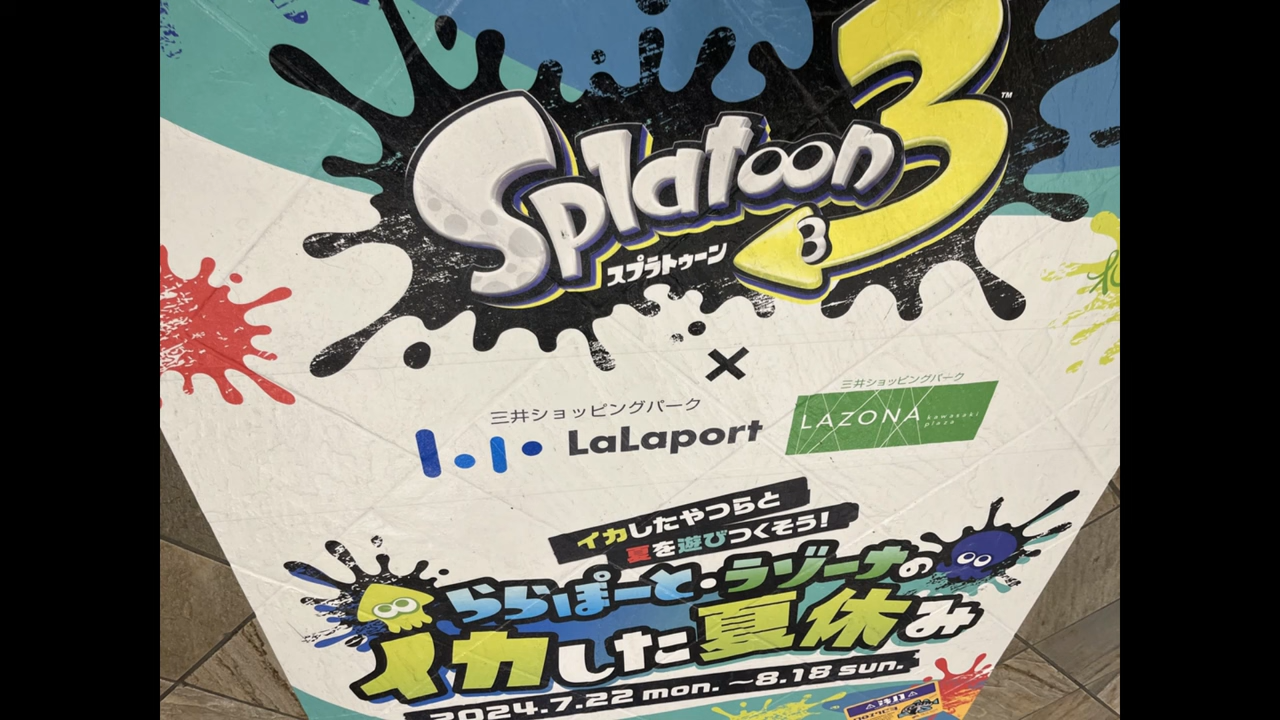 Splatoon 3
TM
3
スプラトゥーン
×
三井ショッピングパーク
LaLaport
三井ショッピングパーク
LAZONA kawasaki plaza
イカしたやつらと
夏を遊びつくそう!
ららぽーと・ラゾーナの
イカした夏休み
2024.7.22 mon. ～8.18 sun.